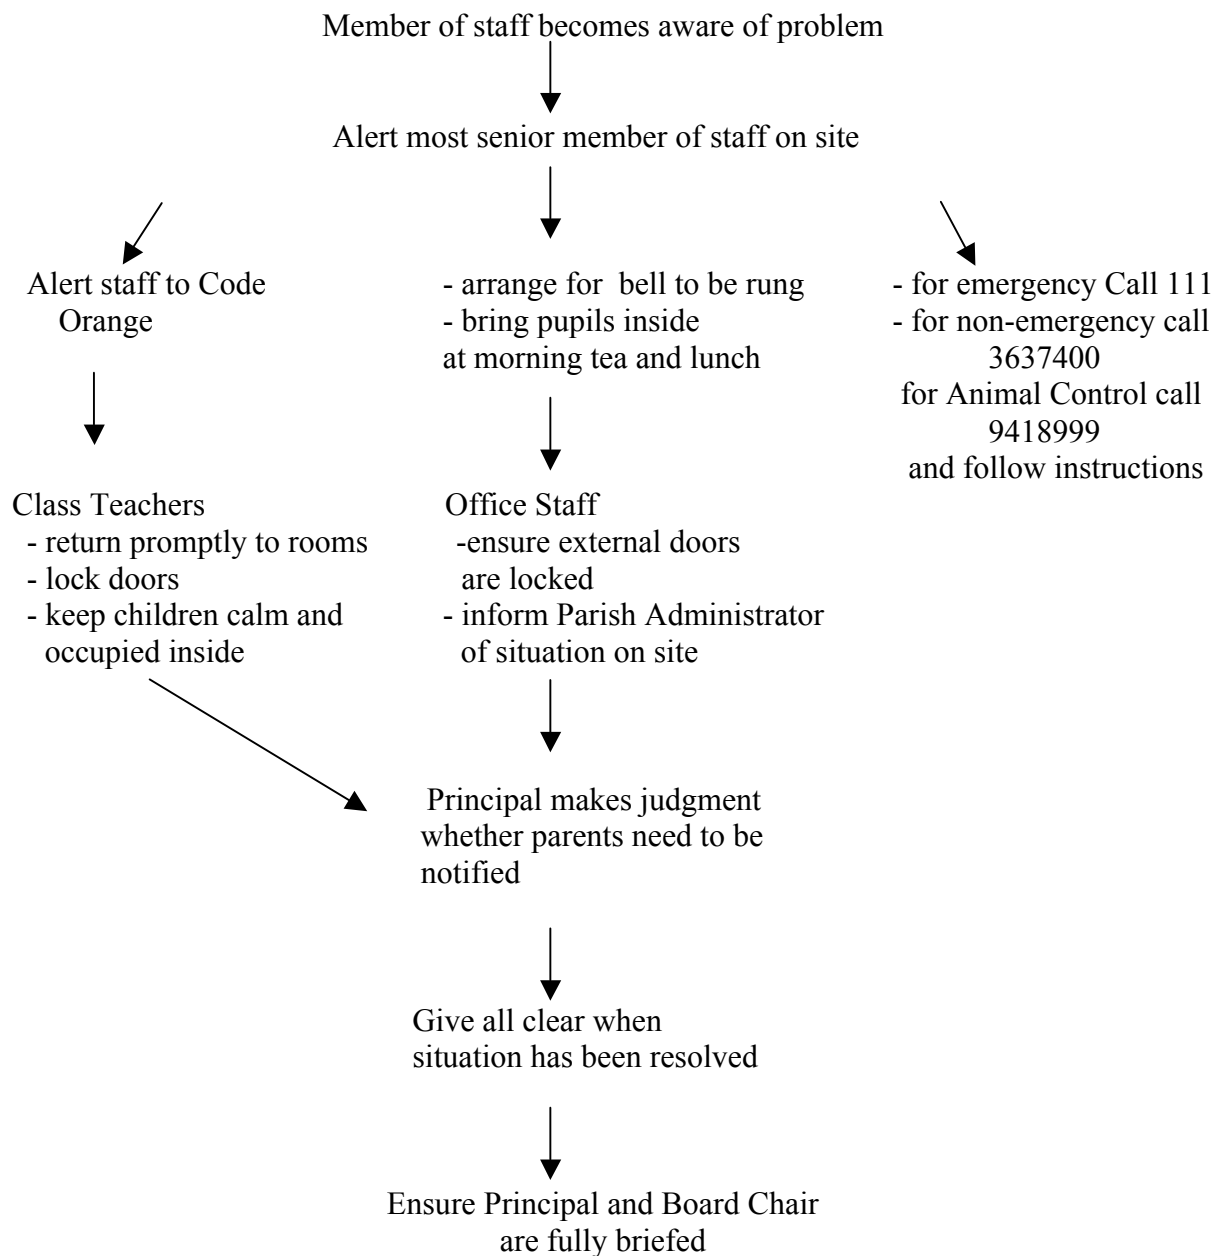 Member of staff becomes aware of problem
Alert most senior member of staff on site
Alert staff to Code
Orange
- arrange for bell to be rung
- bring pupils inside
at morning tea and lunch
- for emergency Call 111
- for non-emergency call
3637400
for Animal Control call
9418999
and follow instructions
Class Teachers
- return promptly to rooms
- lock doors
- keep children calm and
occupied inside
Office Staff
-ensure external doors
are locked
- inform Parish Administrator
of situation on site
Principal makes judgment
whether parents need to be
notified
Give all clear when
situation has been resolved
Ensure Principal and Board Chair
are fully briefed